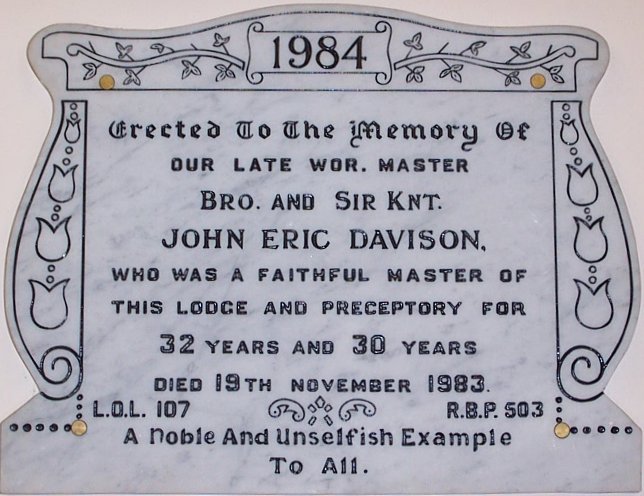 1984
Erected To The Memory Of
OUR LATE WOR. MASTER
BRO. AND SIR KNT.
JOHN ERIC DAVISON,
WHO WAS A FAITHFUL MASTER OF
THIS LODGE AND PRECEPTORY FOR
32 YEARS AND 30 YEARS
DIED 19TH NOVEMBER 1983.
L.O.L. 107 R.B.P. 503
A Noble And Unselfish Example
To All.